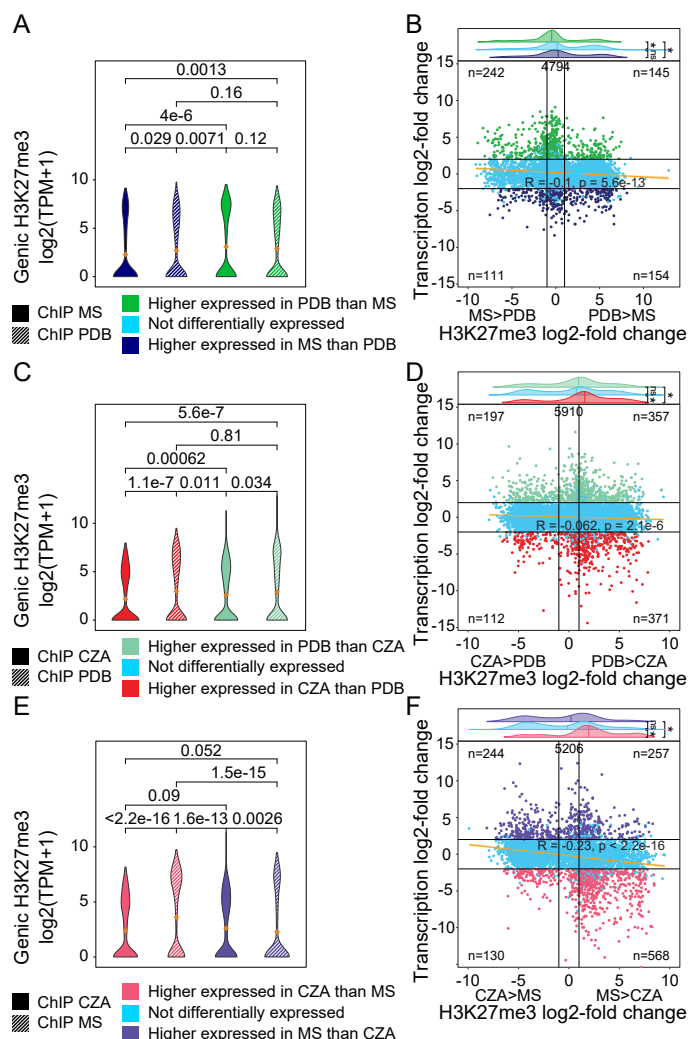 A
Genic H3K27me3
log2(TPM+1)
0.0013
0.16
4e-6
0.029 0.0071 0.12
10
5
0
ChIP MS
ChIP PDB
Higher expressed in PDB than MS
Not differentially expressed
Higher expressed in MS than PDB
B
Transcripton log2-fold change
* ns *
n=242 4794 n=145
15
10
5
0
-5
-10
-15
R = -0.1, p = 5.6e-13
n=111 n=154
-10 -5 0 5 10
MS>PDB PDB>MS
H3K27me3 log2-fold change
C
Genic H3K27me3
log2(TPM+1)
5.6e-7
0.81
0.00062
1.1e-7 0.011 0.034
10
5
0
ChIP CZA
ChIP PDB
Higher expressed in PDB than CZA
Not differentially expressed
Higher expressed in CZA than PDB
D
Transcription log2-fold change
ns * *
n=197 5910 n=357
15
10
5
0
-5
-10
-15
R = -0.062, p = 2.1e-6
n=112 n=371
-10 -5 0 5 10
CZA>PDB PDB>CZA
H3K27me3 log2-fold change
E
Genic H3K27me3
log2(TPM+1)
0.052
1.5e-15
0.09
<2.2e-16 1.6e-13 0.0026
10
5
0
ChIP CZA
ChIP MS
Higher expressed in CZA than MS
Not differentially expressed
Higher expressed in MS than CZA
F
Transcription log2-fold change
ns * *
n=244 5206 n=257
15
10
5
0
-5
-10
R = -0.23, p < 2.2e-16
n=130 n=568
-10 -5 0 5 10
CZA>MS MS>CZA
H3K27me3 log2-fold change